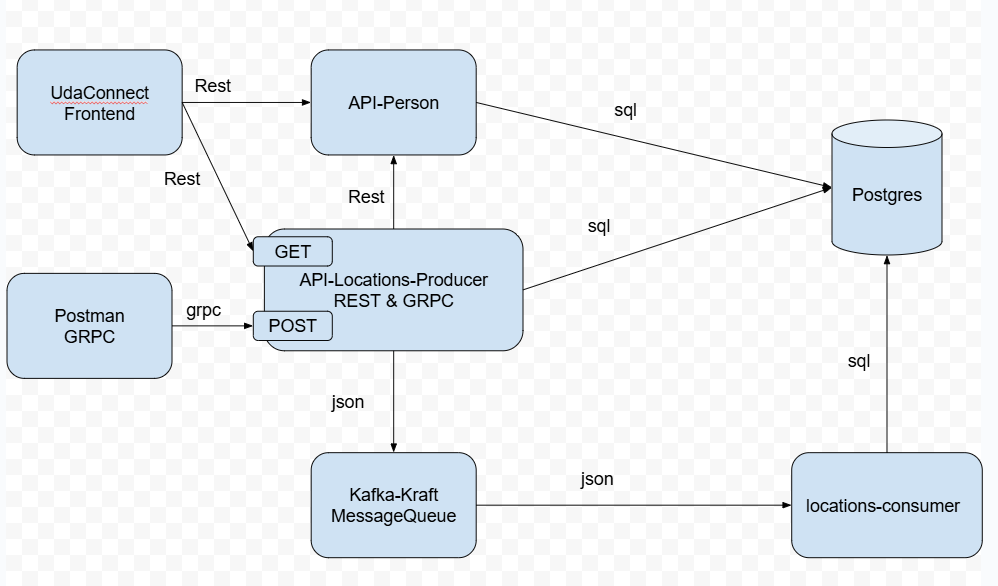 UdaConnect
Frontend
Rest
API-Person
sql
Postgres
Rest
Rest
sql
GET
API-Locations-Producer
REST & GRPC
POST
Postman
GRPC
grpc
json
sql
Kafka-Kraft
MessageQueue
json
locations-consumer